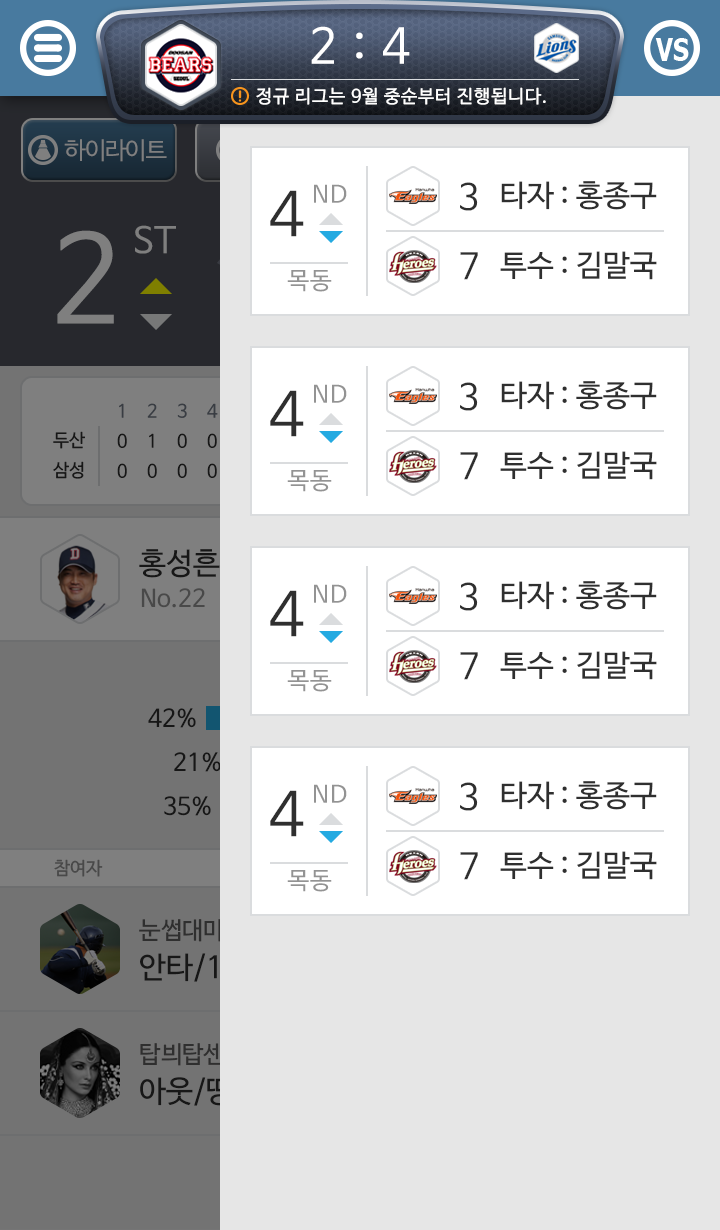 DOOSAN
BEARS
SEOUL
2 : 4
SAMSUNG
Lions
VS
정규 리그는 9월 중순부터 진행됩니다.
하이라이트
2 ST
1 2 3 4
두산 0 1 0 0
삼성 0 0 0 0
홍성흔
No.22
42%
21%
35%
참여자
눈썹대
안타/1
탑븨탑센
아웃/땅
4 ND
목동
Hanwha
Eagles
3 타자 : 홍종구
heroes
7 투수 : 김말국
4 ND
목동
Hanwha
Eagles
3 타자 : 홍종구
heroes
7 투수 : 김말국
4 ND
목동
Hanwha
Eagles
3 타자 : 홍종구
heroes
7 투수 : 김말국
4 ND
목동
Hanwha
Eagles
3 타자 : 홍종구
heroes
7 투수 : 김말국